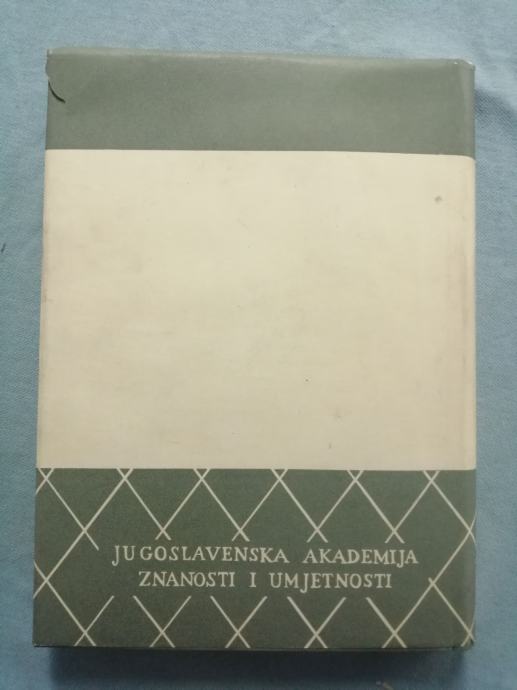 JUGOSLAVENSKA AKADEMIJA
ZNANOSTI I UMJETNOSTI